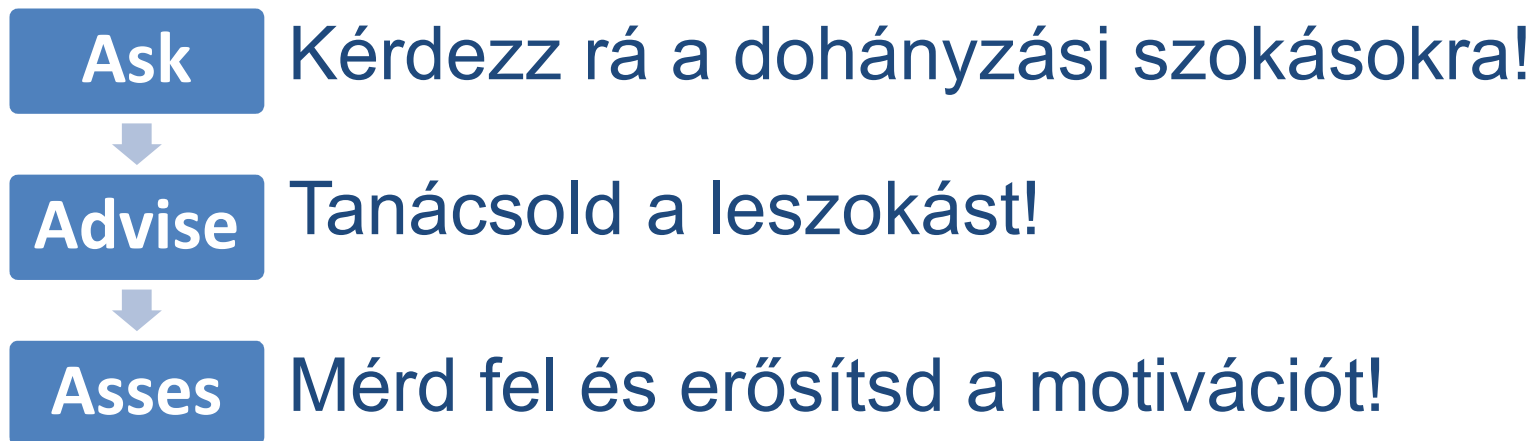 Ask Kérdezz rá a dohányzási szokásokra!
Advise Tanácsold a leszokást!
Asses Mérd fel és erősítsd a motivációt!